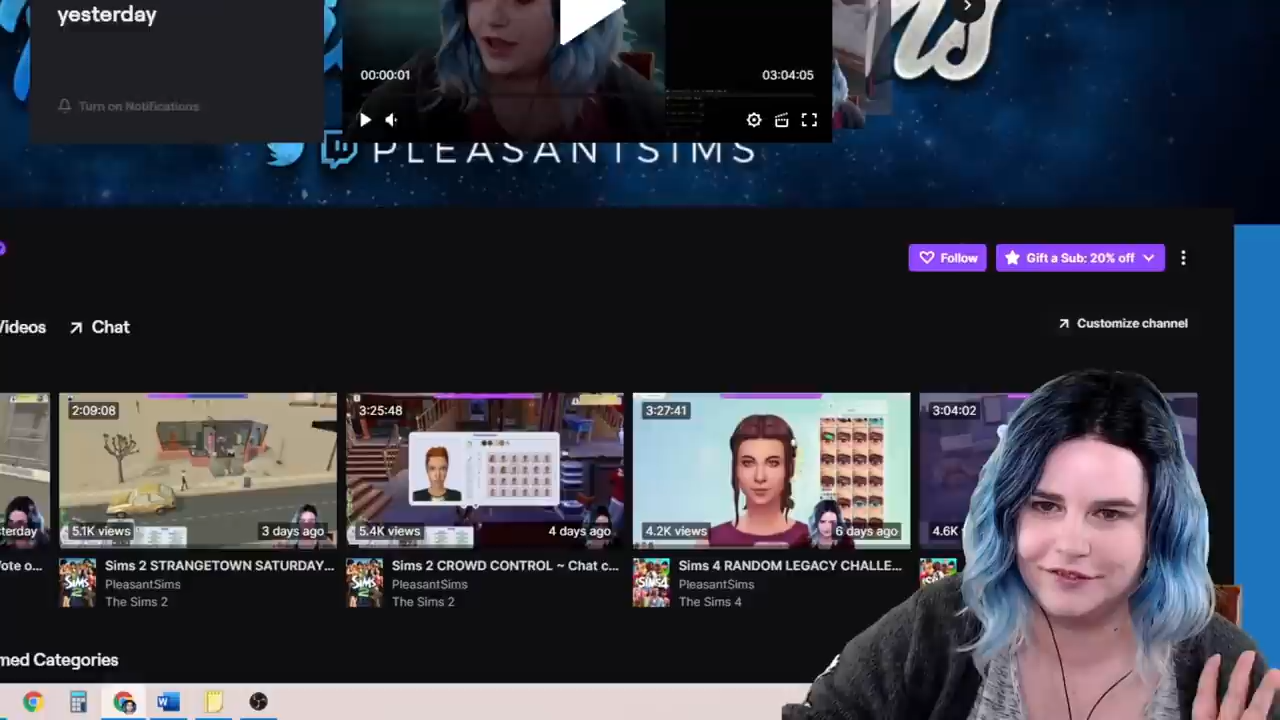 yesterday
00:00:01
03:04:05
Turn on Notifications
PLEASANTSIMS
Follow
Gift a Sub: 20% off
Videos
Chat
Customize channel
2:09:08
3:25:48
3:27:41
3:04:02
sterday
5.1K views
3 days ago
5.4K views
4 days ago
4.2K views
6 days ago
4.6K
Vote o...
Sims 2 STRANGETOWN SATURDAY...
Sims 2 CROWD CONTROL ~ Chat c...
Sims 4 RANDOM LEGACY CHALLE...
PleasantSims
PleasantSims
PleasantSims
The Sims 2
The Sims 2
The Sims 4
med Categories